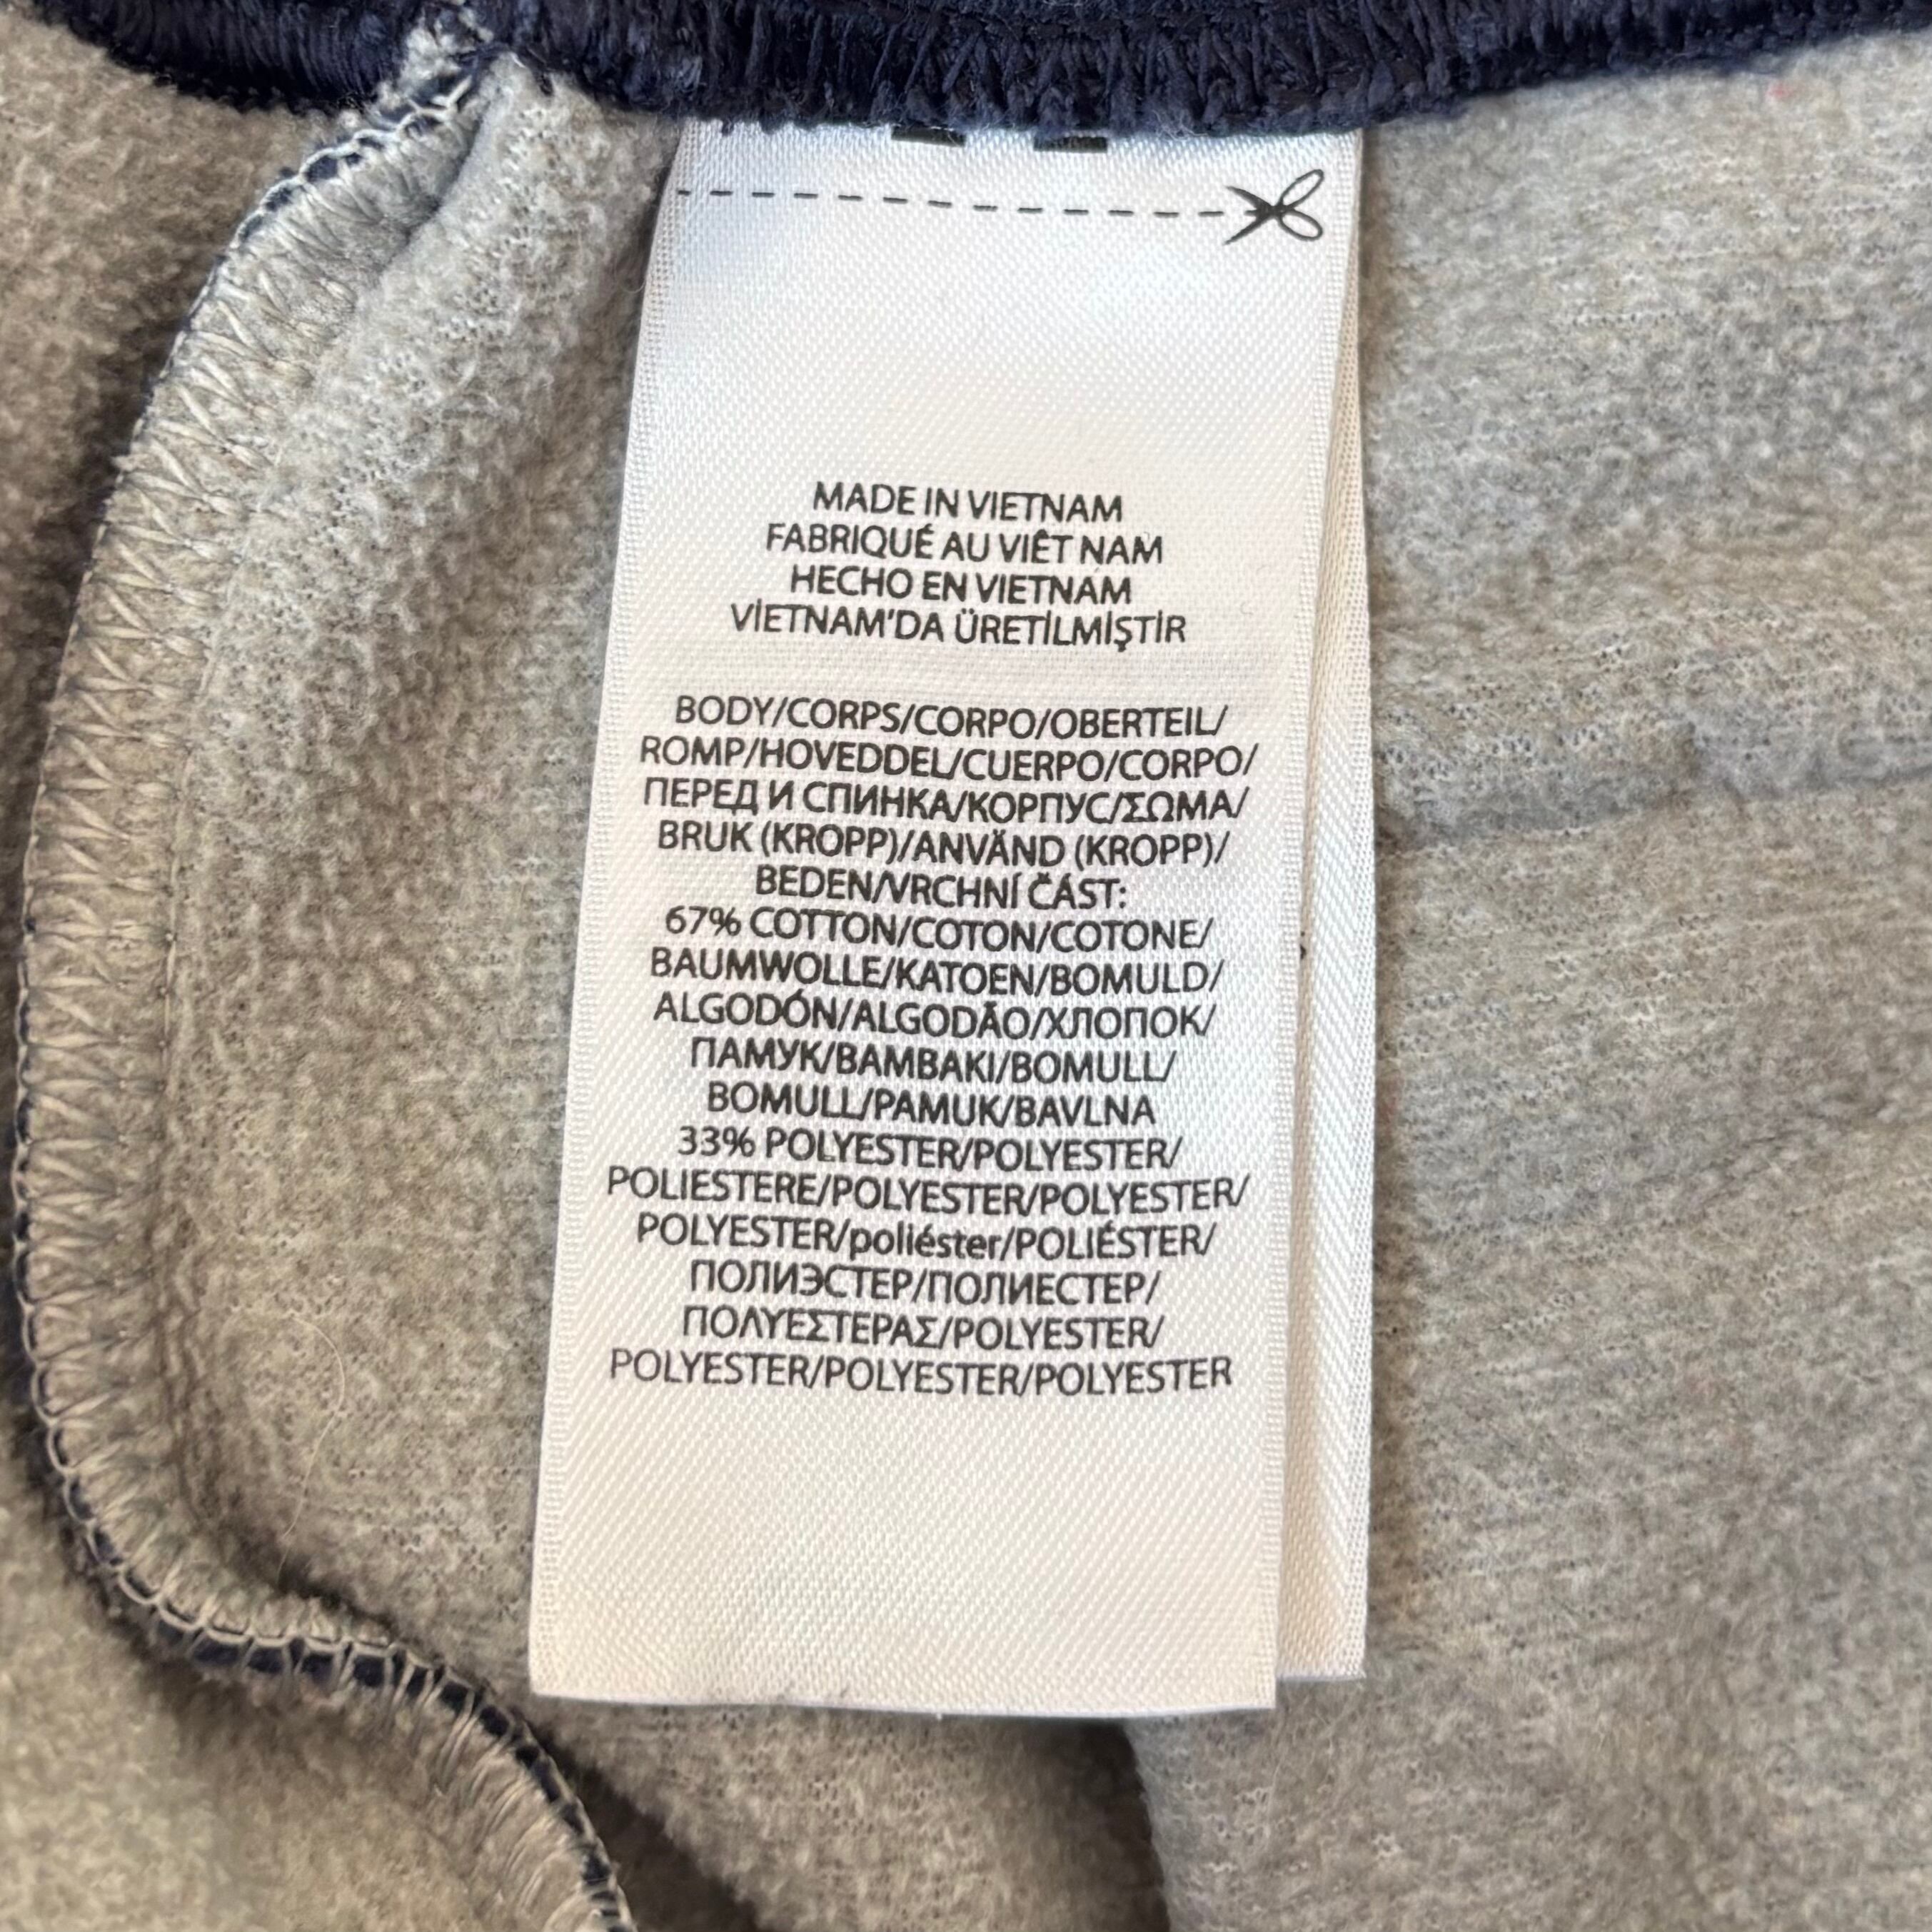 MADE IN VIETNAM
FABRIQUÉ AU VIÊT NAM
HECHO EN VIETNAM
VİETNAM'DA ÜRETİLMİŞTİR
BODY/CORPS/CORPO/OBERTEIL/
ROMP/HOVEDDEL/CUERPO/CORPO/
ПЕРЕД И СПИНКА/КОРПУС/ΣΩΜΑ/
BRUK (KROPP)/ANVÄND (KROPP)/
BEDEN/VRCHNÍ ČÁST:
67% COTTON/COTON/COTONE/
BAUMWOLLE/KATOEN/BOMULD/
ALGODÓN/ALGODÃO/ХЛОПОК/
ПАМУК/ΒΑΜΒΑΚΙ/BOMULL/
BOMULL/PAMUK/BAVLNA
33% POLYESTER/POLYESTER/
POLIESTERE/POLYESTER/POLYESTER/
POLYESTER/poliéster/POLIÉSTER/
ПОЛИЭСТЕР/ПОЛИЕСТЕР/
ΠΟΛΥΕΣΤΕΡΑΣ/POLYESTER/
POLYESTER/POLYESTER/POLYESTER